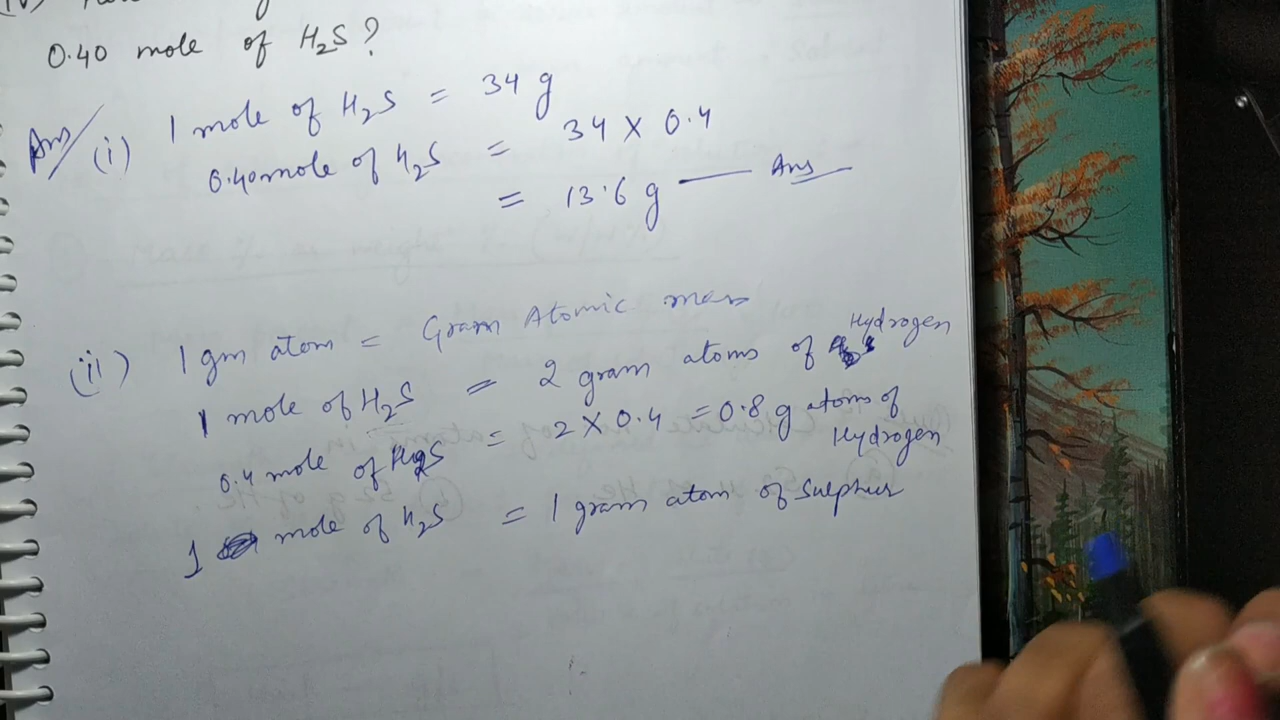 (iv)
0.40 mole of H₂S?
Ans/ (i) 1 mole of H₂S = 34 g
0.40 mole of H₂S = 34 X 0.4
= 13.6 g — Ans
(ii) 1 gm atom = Gram Atomic mass
1 mole of H₂S = 2 gram atoms of Hydrogen
0.4 mole of H₂S = 2 X 0.4 = 0.8 g atoms of Hydrogen
1 mole of H₂S = 1 gram atom of Sulphur